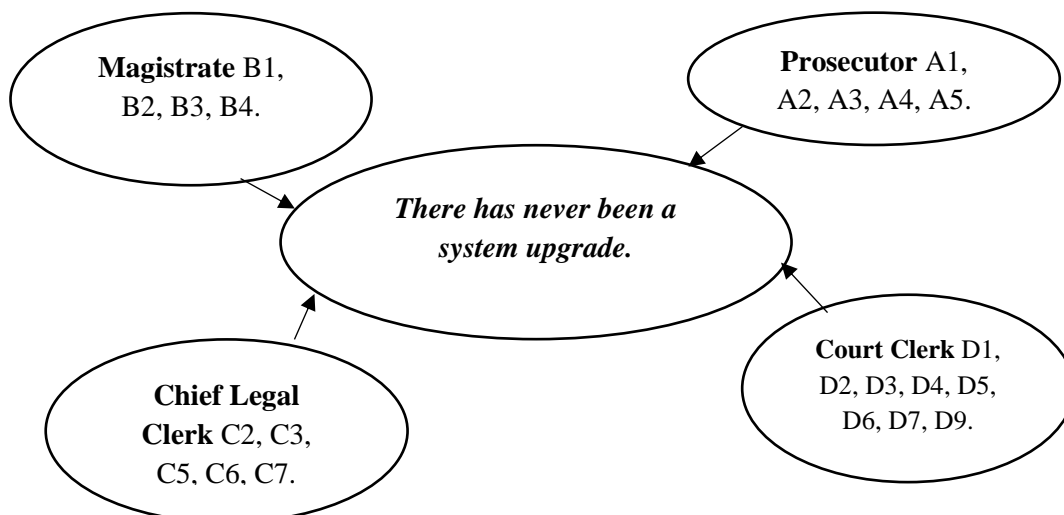 Magistrate B1,
B2, B3, B4.
Prosecutor A1,
A2, A3, A4, A5.
There has never been a
system upgrade.
Chief Legal
Clerk C2, C3,
C5, C6, C7.
Court Clerk D1,
D2, D3, D4, D5,
D6, D7, D9.